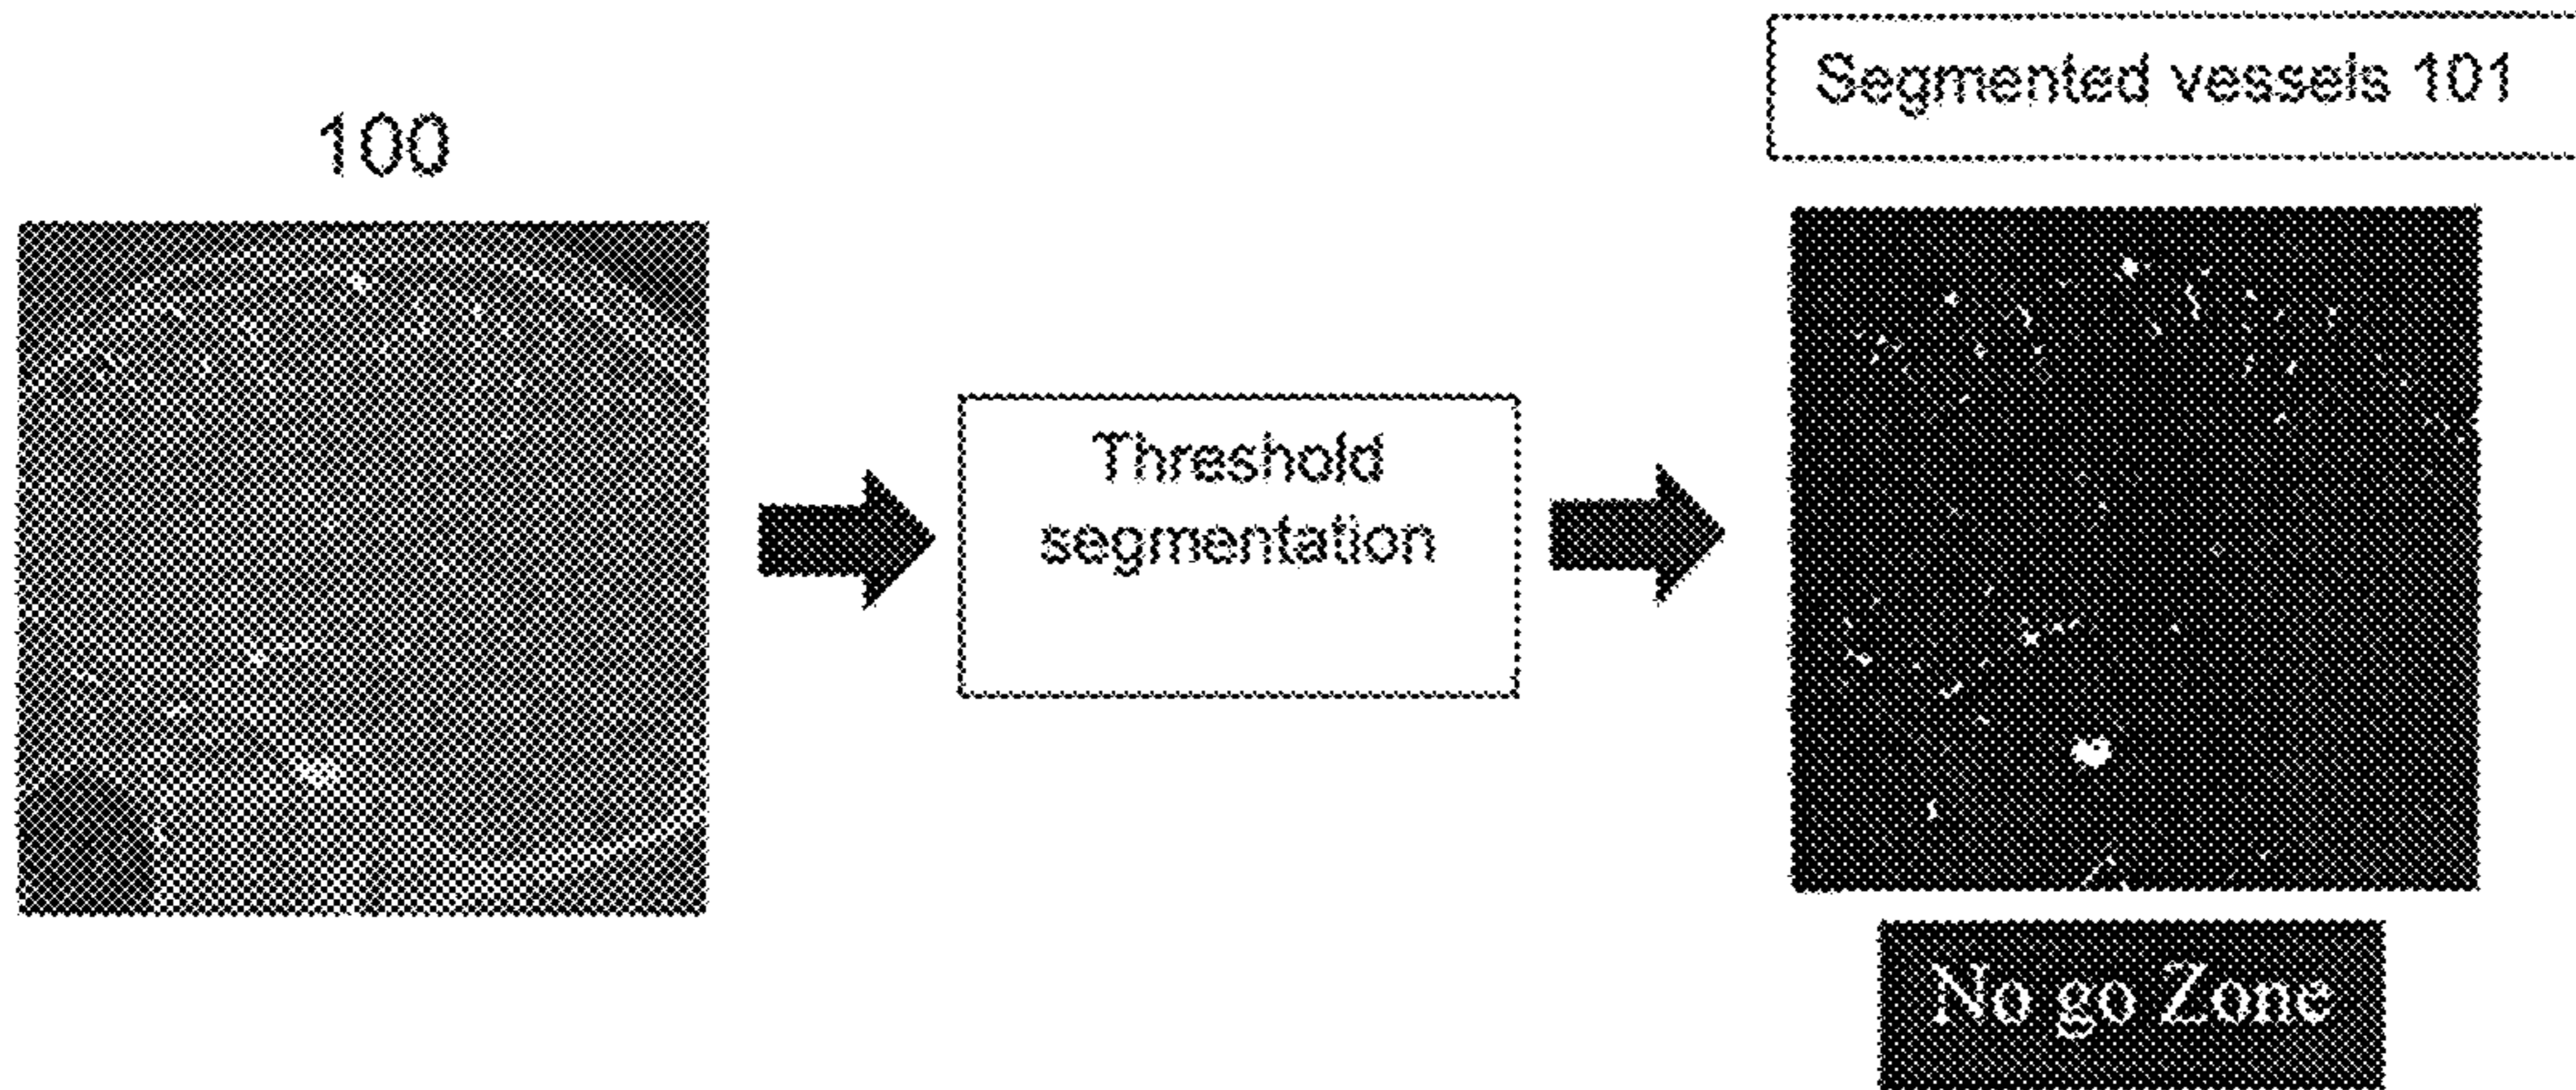 100
Threshold
segmentation
Segmented vessels 101
No go Zone